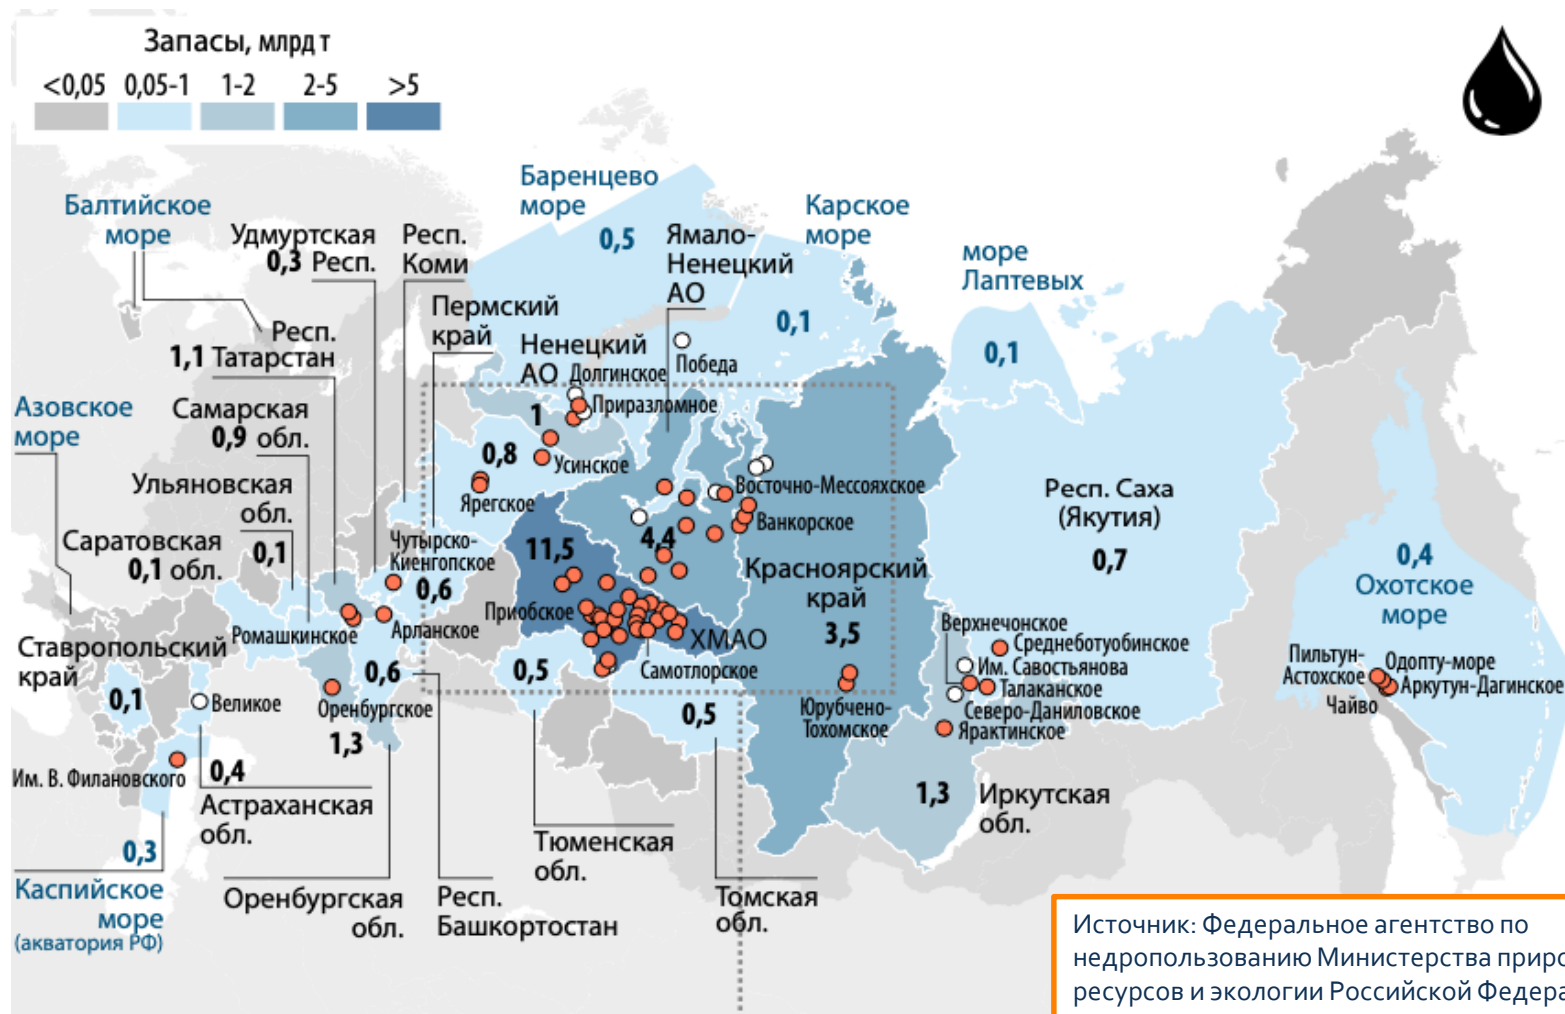 Запасы, млрд т
<0,05 0,05-1 1-2 2-5 >5
Баренцево
море
0,5
Балтийское
море
Удмуртская
0,3 Респ.
Респ.
Коми
Ямало-
Ненецкий
АО
Карское
море
0,1
море
Лаптевых
0,1
Пермский
край
Респ.
1,1 Татарстан
Ненецкий
АО
Долгинское
Победа
Приразломное
1
Азовское
море
Самарская
0,9 обл.
0,8
Усинское
Ярегское
Ульяновская
обл.
0,1
Саратовская
0,1 обл.
Чутырско-
Киенгопское
0,6
11,5
4,4
Восточно-Мессояхское
Ванкорское
Респ. Саха
(Якутия)
0,7
Красноярский
край
3,5
0,4
Охотское
море
Приобское
ХМАО
Самотлорское
Ромашкинское
Арланское
Ставропольский
край
0,1
Великое
0,6
Оренбургское
1,3
0,5
0,5
Юрубчено-
Тохомское
Верхнечонское
Среднеботуобинское
Им. Савостьянова
Талаканское
Северо-Даниловское
Ярактинское
Пильтун-
Астохское
Одопту-море
Аркутун-Дагинское
Чайво
Им. В. Филановского
0,4
Астраханская
обл.
1,3
Иркутская
обл.
0,3
Каспийское
море
(акватория РФ)
Оренбургская
обл.
Респ.
Башкортостан
Тюменская
обл.
Томская
обл.
Источник: Федеральное агентство по
недропользованию Министерства природ
ресурсов и экологии Российской Федера